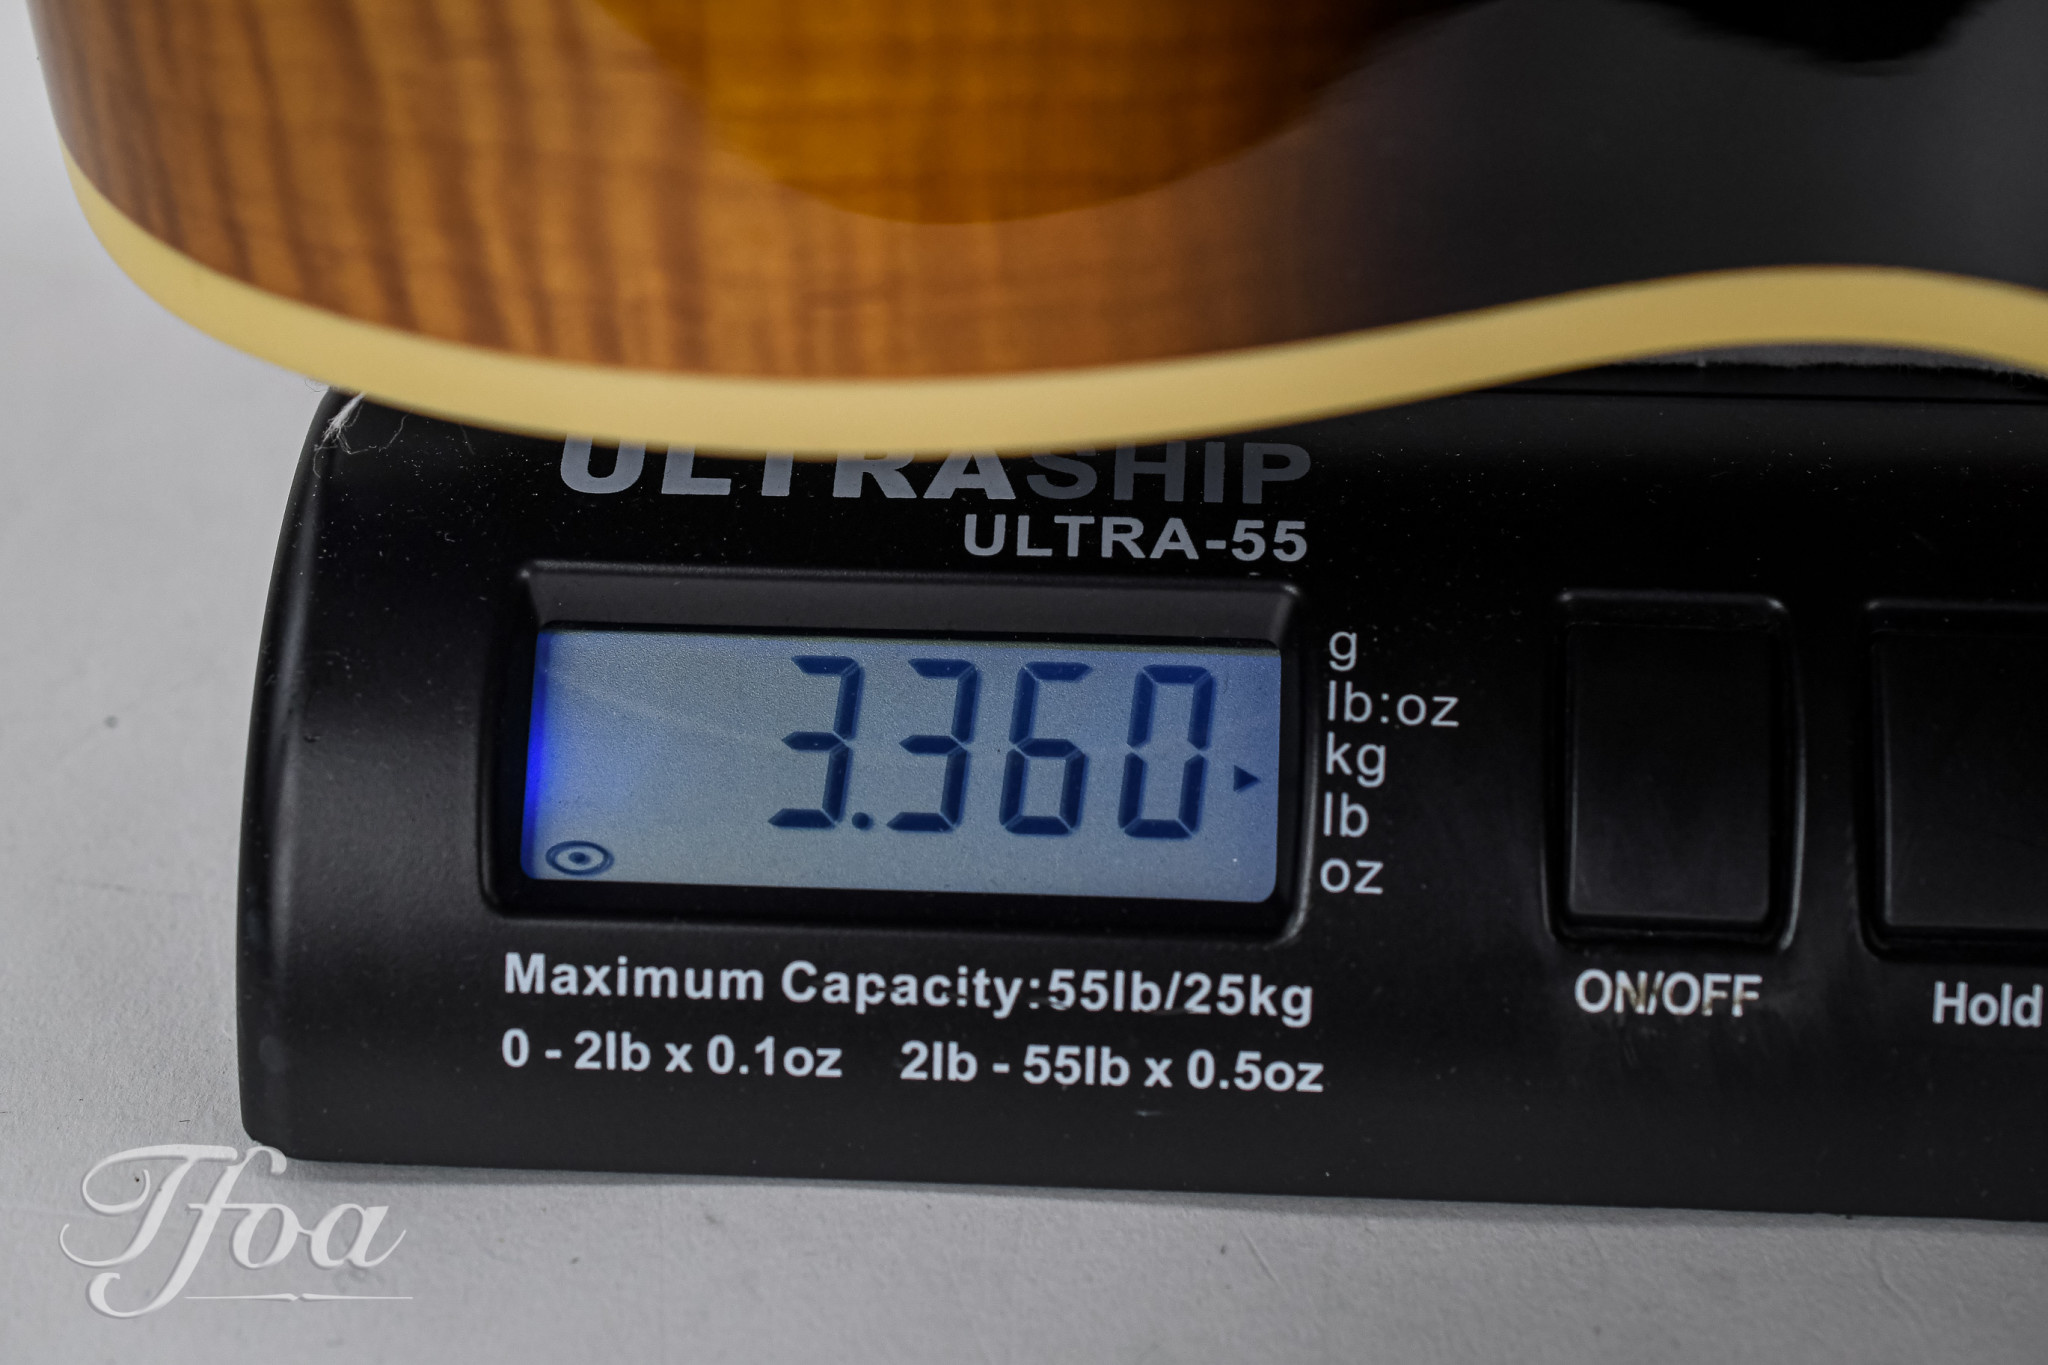 ULTRASHIP
ULTRA-55
3.360
g
lb:oz
kg
lb
oz
Maximum Capacity:55lb/25kg
0 - 2lb x 0.1oz 2lb - 55lb x 0.5oz
ON/OFF
Hold
Tfoa